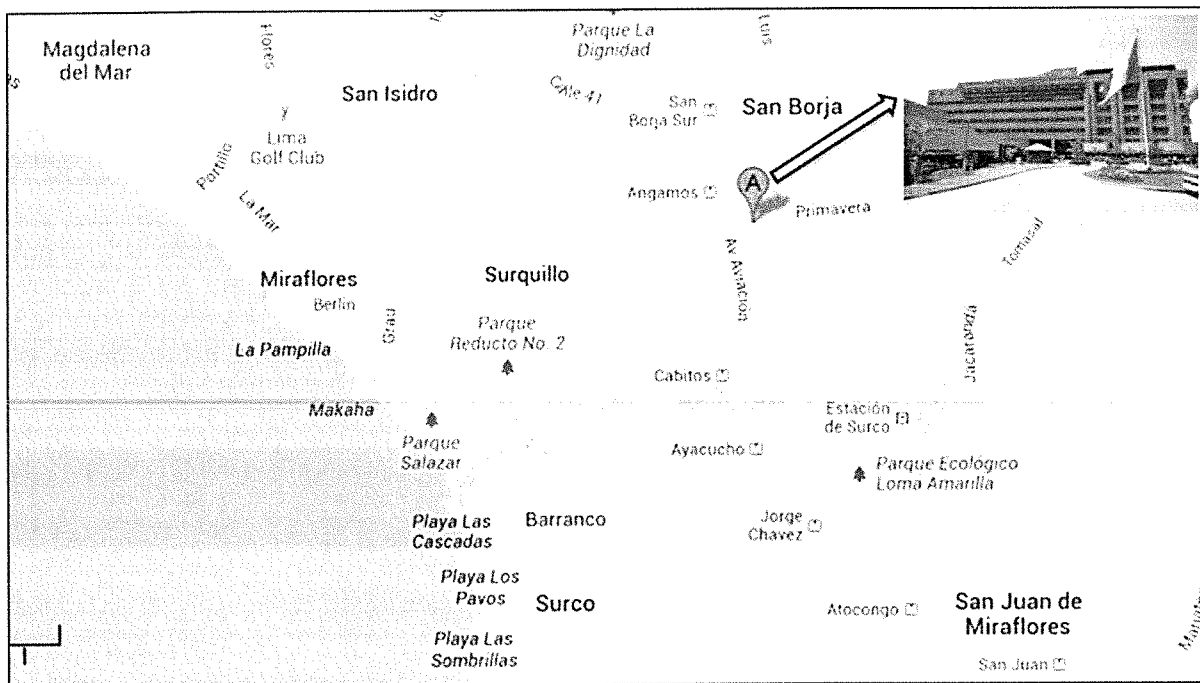 Magdalena
del Mar
Flores
San Isidro
Parque La
Dignidad
Luis
Calle 41
San
Borja Sur
San Borja
y
Lima
Golf Club
Portillo
La Mar
Angamos
A
Primavera
Av Aviación
Tomasal
Miraflores
Berlín
Surquillo
Grau
Parque
Reducto No. 2
La Pampilla
Jacaranda
Cabitos
Makaha
Parque
Salazar
Estación
de Surco
Ayacucho
Parque Ecológico
Loma Amarilla
Playa Las
Cascadas
Barranco
Jorge
Chavez
Playa Los
Pavos
Surco
Atocongo
San Juan de
Miraflores
Playa Las
Sombrillas
San Juan